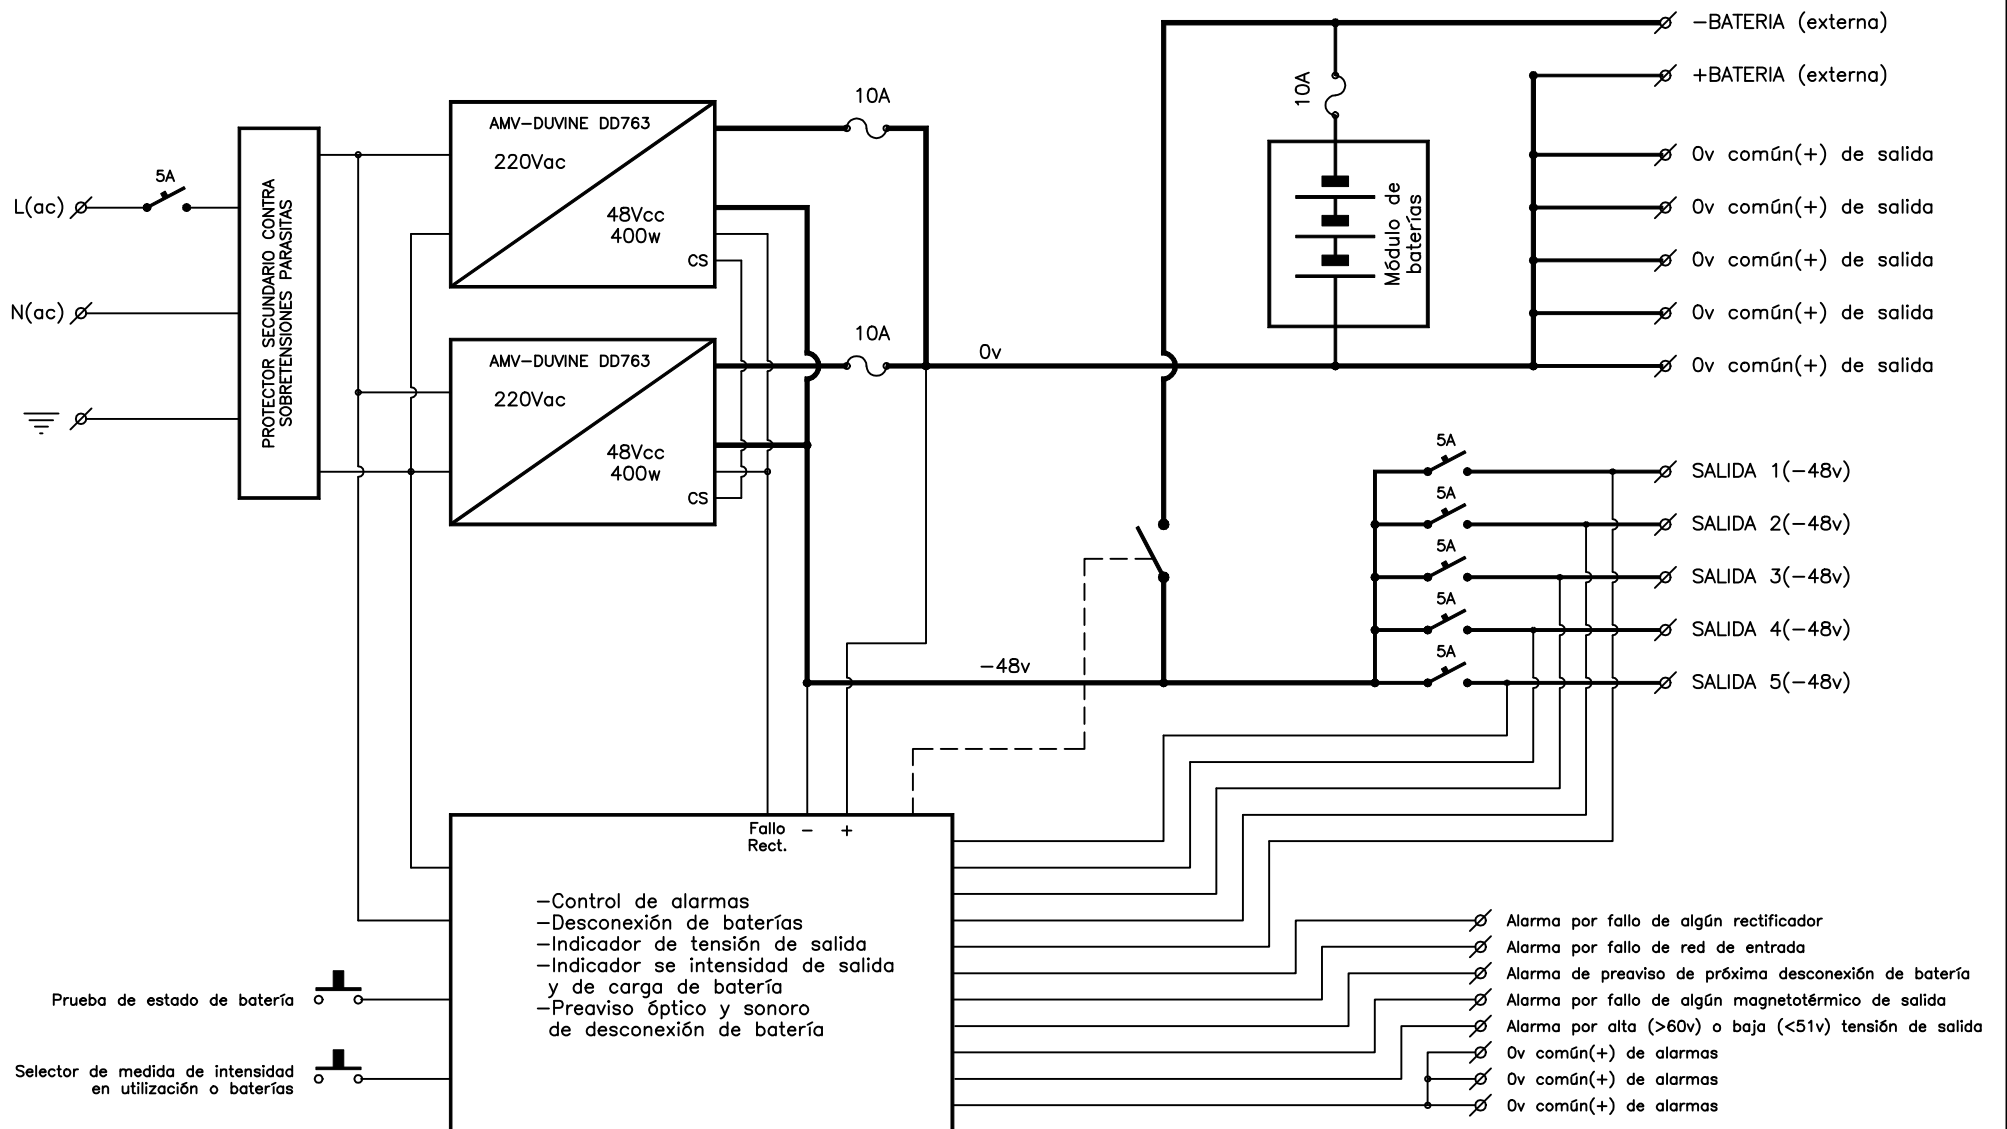 −BATERIA (externa)
+BATERIA (externa)
10A
10A
AMV−DUVINE DD763
220Vac
48Vcc
400w
CS
PROTECTOR SECUNDARIO CONTRA
SOBRETENSIONES PARASITAS
5A
L(ac)
N(ac)
Módulo de
baterías
0v común(+) de salida
0v común(+) de salida
0v común(+) de salida
0v común(+) de salida
0v común(+) de salida
10A
0v
AMV−DUVINE DD763
220Vac
48Vcc
400w
CS
5A
SALIDA 1(−48v)
5A
SALIDA 2(−48v)
5A
SALIDA 3(−48v)
5A
SALIDA 4(−48v)
5A
SALIDA 5(−48v)
−48v
Fallo
Rect.
− +
−Control de alarmas
−Desconexión de baterías
−Indicador de tensión de salida
−Indicador se intensidad de salida
y de carga de batería
−Preaviso óptico y sonoro
de desconexión de batería
Prueba de estado de batería
Selector de medida de intensidad
en utilización o baterías
Alarma por fallo de algún rectificador
Alarma por fallo de red de entrada
Alarma de preaviso de próxima desconexión de batería
Alarma por fallo de algún magnetotérmico de salida
Alarma por alta (>60v) o baja (<51v) tensión de salida
0v común(+) de alarmas
0v común(+) de alarmas
0v común(+) de alarmas